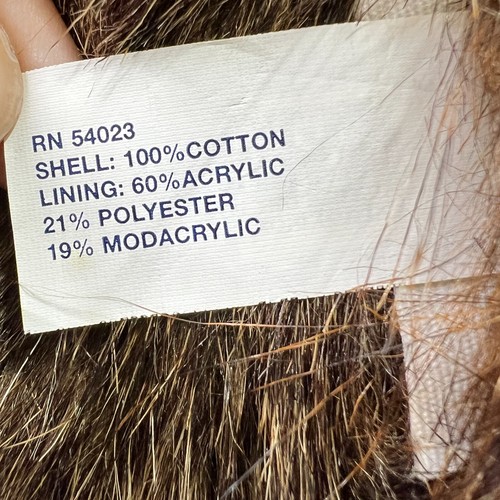 RN 54023
SHELL: 100%COTTON
LINING: 60%ACRYLIC
21% POLYESTER
19% MODACRYLIC